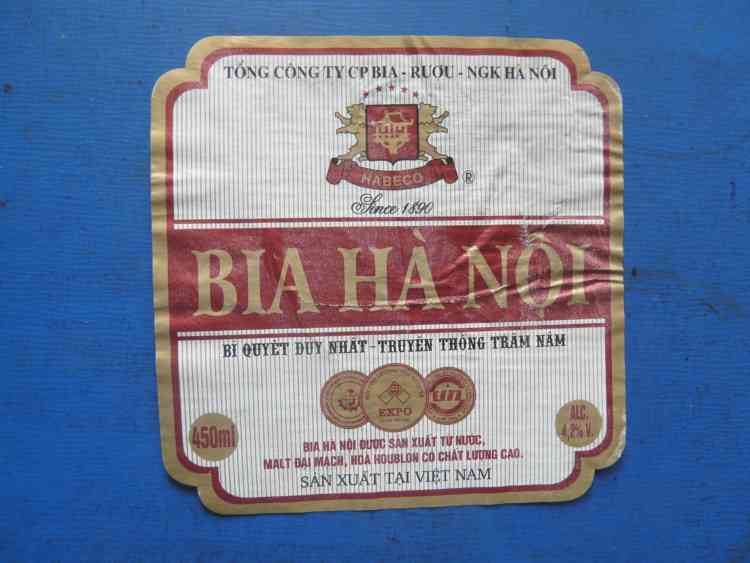 TỔNG CÔNG TY CP BIA - RƯỢU - NGK HÀ NỘI
HABECO ®
Since 1890
BIA HÀ NỘI
BÍ QUYẾT DUY NHẤT - TRUYỀN THỐNG TRĂM NĂM
EXPO
450ml
ALC.
4,2% V.
BIA HÀ NỘI ĐƯỢC SẢN XUẤT TỪ NƯỚC,
MALT ĐẠI MẠCH, HOA HOUBLON CÓ CHẤT LƯỢNG CAO.
SẢN XUẤT TẠI VIỆT NAM